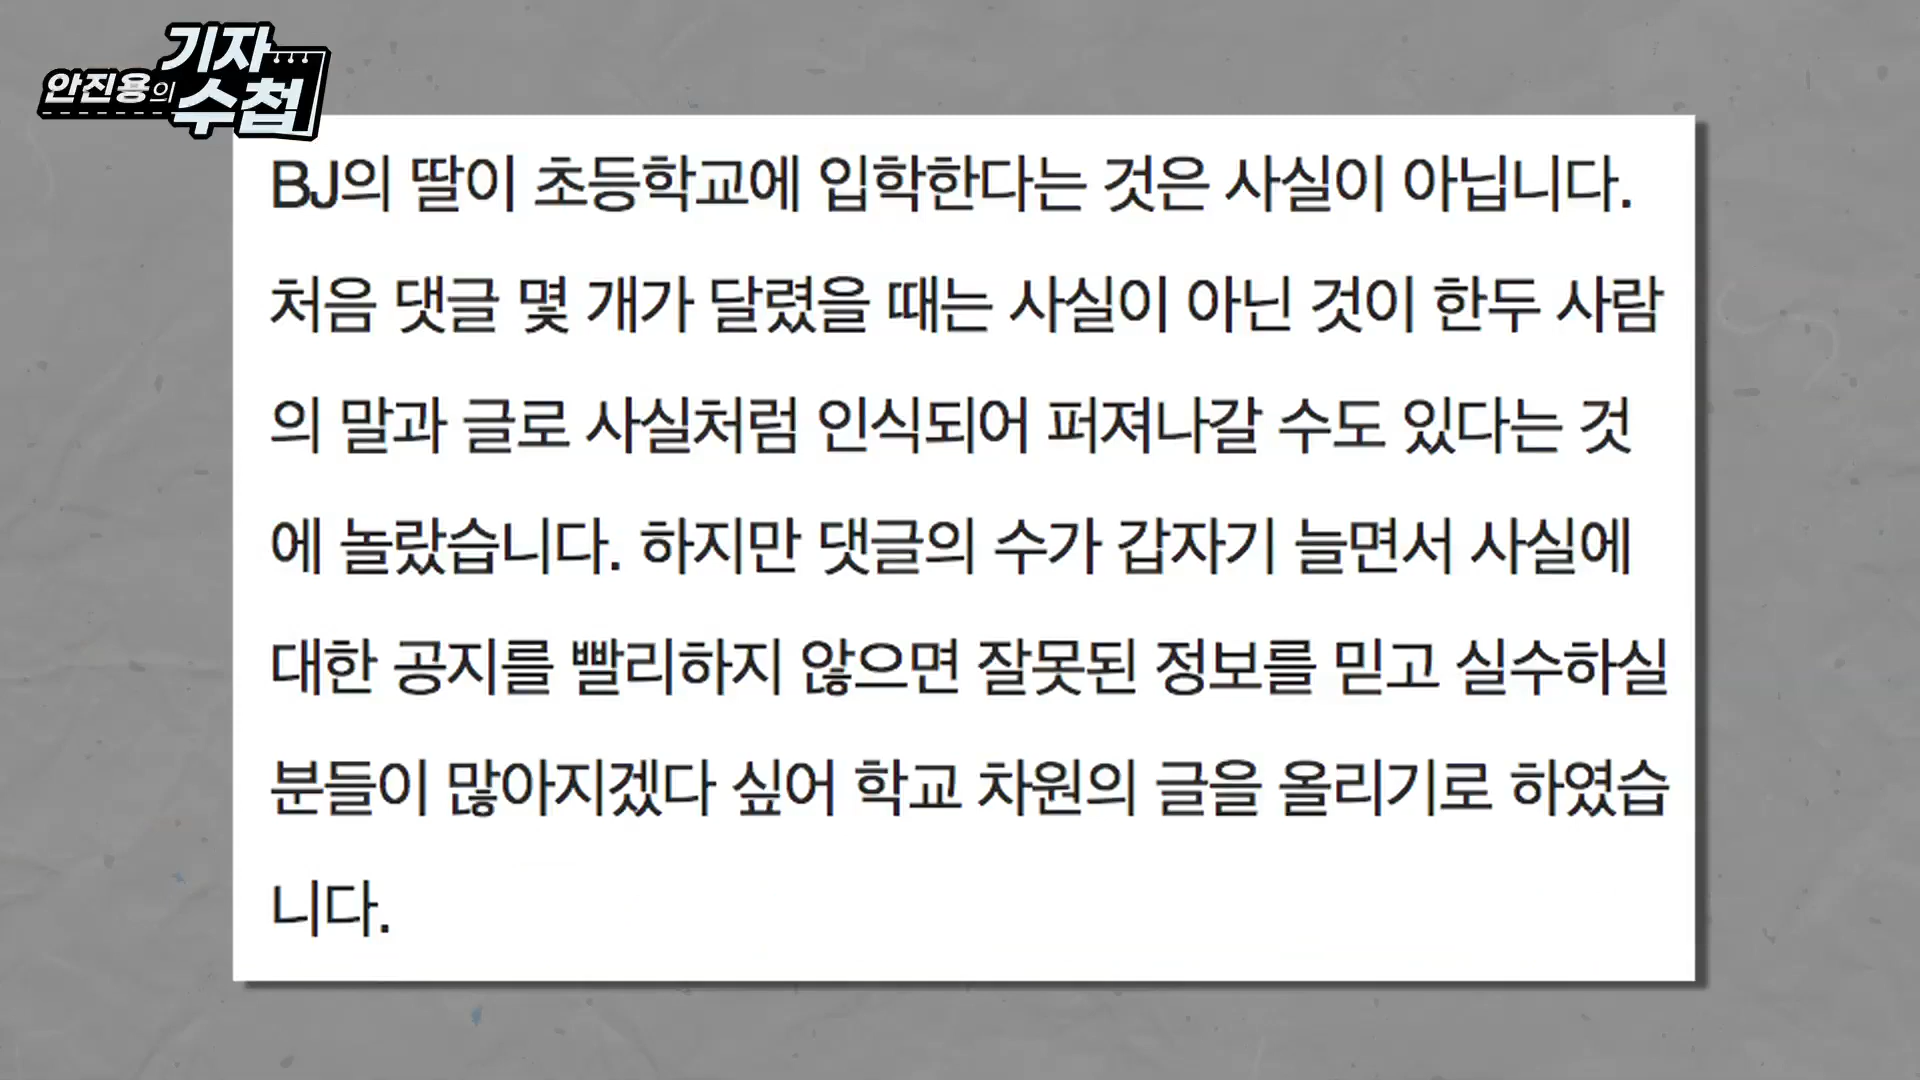 안진용의 기자수첩
BJ의 딸이 초등학교에 입학한다는 것은 사실이 아닙니다.
처음 댓글 몇 개가 달렸을 때는 사실이 아닌 것이 한두 사람
의 말과 글로 사실처럼 인식되어 퍼져나갈 수도 있다는 것
에 놀랐습니다. 하지만 댓글의 수가 갑자기 늘면서 사실에
대한 공지를 빨리하지 않으면 잘못된 정보를 믿고 실수하실
분들이 많아지겠다 싶어 학교 차원의 글을 올리기로 하였습
니다.